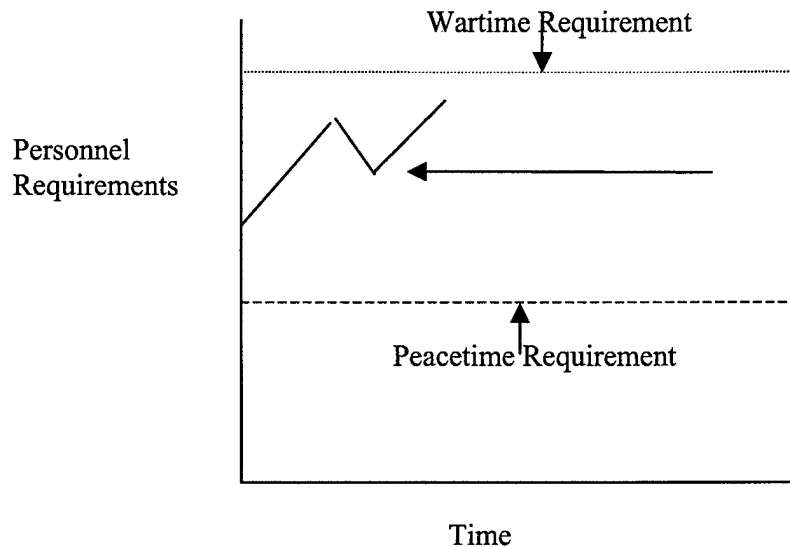 Wartime Requirement
Personnel
Requirements
Peacetime Requirement
Time